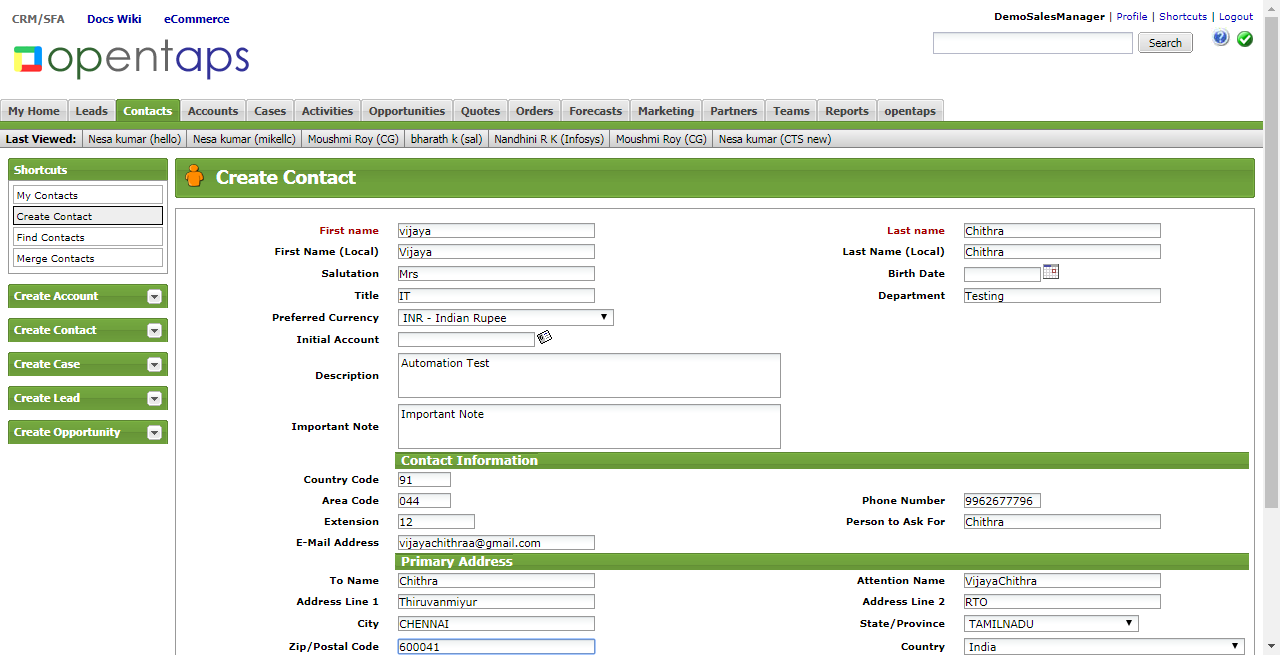 CRM/SFA Docs Wiki eCommerce
DemoSalesManager | Profile | Shortcuts | Logout
opentaps
Search
My Home Leads Contacts Accounts Cases Activities Opportunities Quotes Orders Forecasts Marketing Partners Teams Reports opentaps
Last Viewed: Nesa kumar (hello) Nesa kumar (mikellc) Moushmi Roy (CG) bharath k (sal) Nandhini R K (Infosys) Moushmi Roy (CG) Nesa kumar (CTS new)
Shortcuts
My Contacts
Create Contact
Find Contacts
Merge Contacts
Create Account
Create Contact
Create Case
Create Lead
Create Opportunity
Create Contact
First name vijaya Last name Chithra
First Name (Local) Vijaya Last Name (Local) Chithra
Salutation Mrs Birth Date
Title IT Department Testing
Preferred Currency INR - Indian Rupee
Initial Account
Description Automation Test
Important Note Important Note
Contact Information
Country Code 91
Area Code 044 Phone Number 9962677796
Extension 12 Person to Ask For Chithra
E-Mail Address vijayachithraa@gmail.com
Primary Address
To Name Chithra Attention Name VijayaChithra
Address Line 1 Thiruvanmiyur Address Line 2 RTO
City CHENNAI State/Province TAMILNADU
Zip/Postal Code 600041 Country India